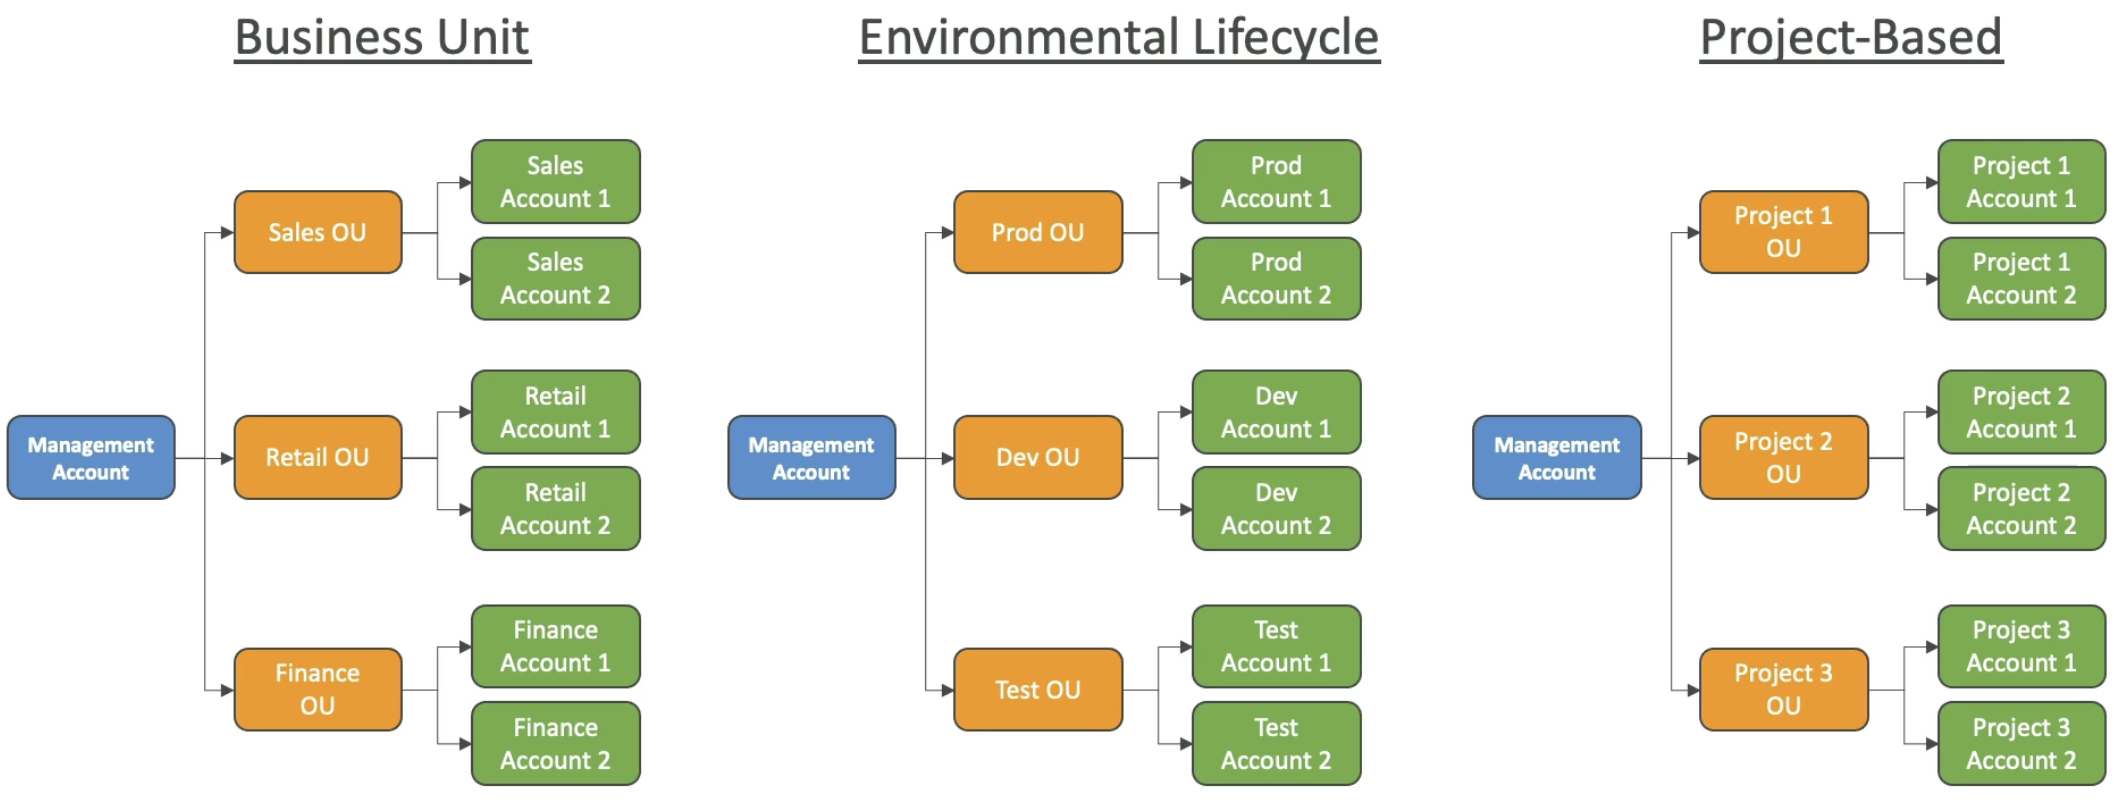 Business Unit
Management
Account
Sales OU
Sales
Account 1
Sales
Account 2
Retail OU
Retail
Account 1
Retail
Account 2
Finance
OU
Finance
Account 1
Finance
Account 2
Environmental Lifecycle
Management
Account
Prod OU
Prod
Account 1
Prod
Account 2
Dev OU
Dev
Account 1
Dev
Account 2
Test OU
Test
Account 1
Test
Account 2
Project-Based
Management
Account
Project 1
OU
Project 1
Account 1
Project 1
Account 2
Project 2
OU
Project 2
Account 1
Project 2
Account 2
Project 3
OU
Project 3
Account 1
Project 3
Account 2